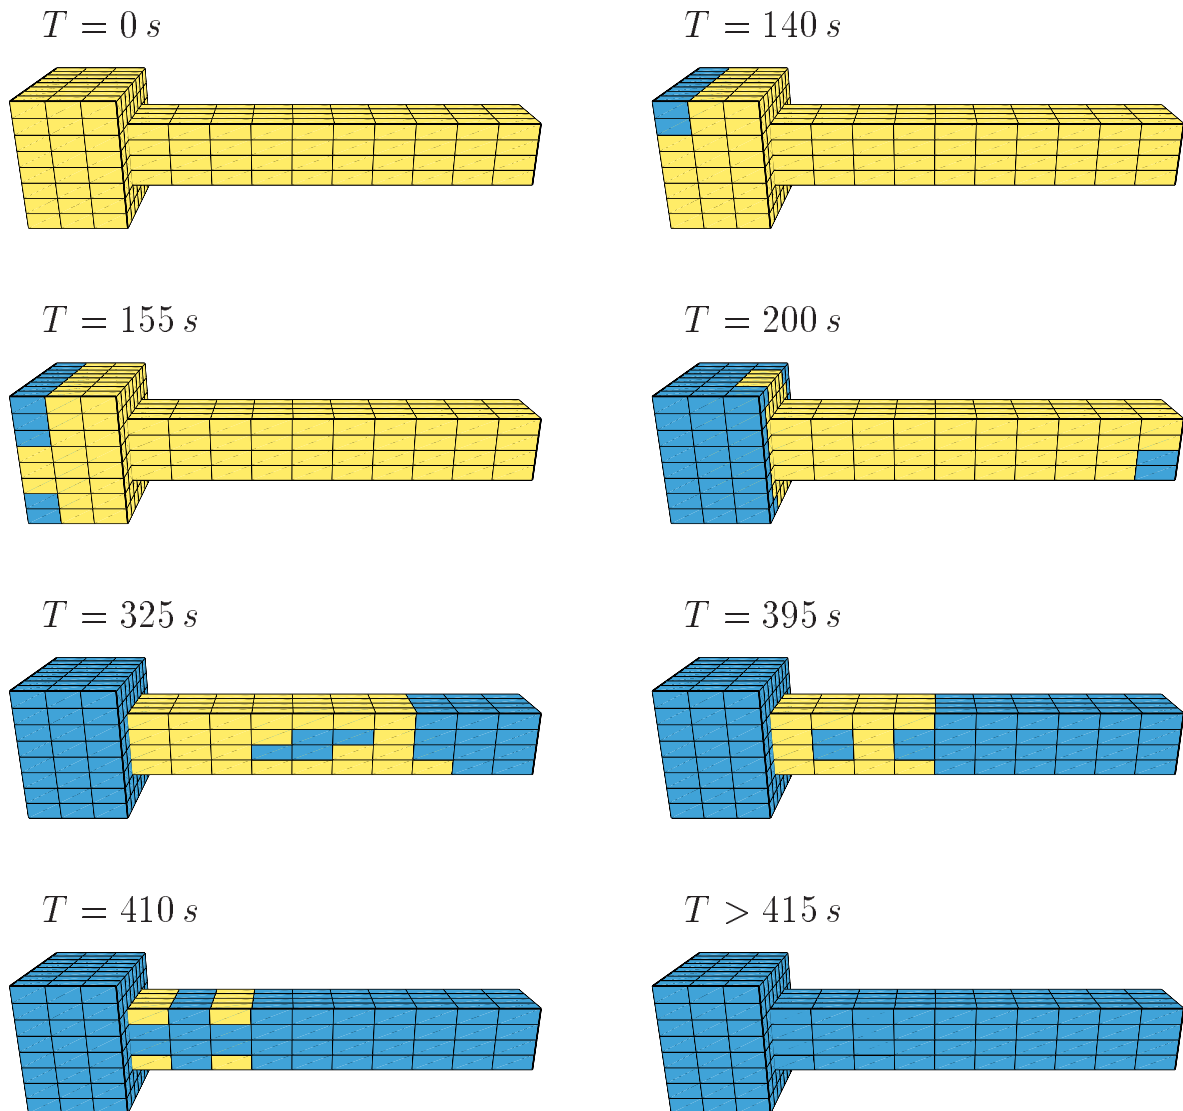 T = 0 s
T = 140 s
T = 155 s
T = 200 s
T = 325 s
T = 395 s
T = 410 s
T > 415 s